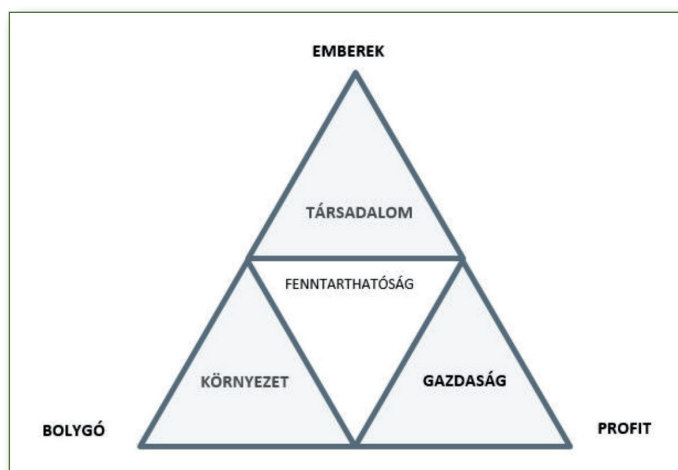 EMBEREK
TÁRSADALOM
FENNTARTHATÓSÁG
KÖRNYEZET
GAZDASÁG
BOLYGÓ
PROFIT